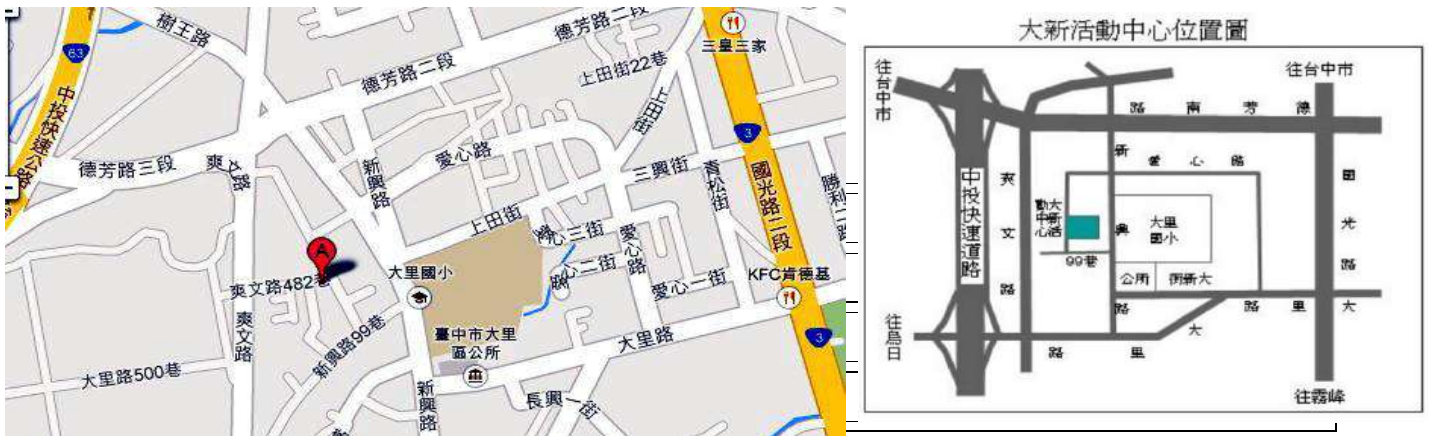 樹王路
63
中投快速公路
德芳路二段
德芳路二段
上田街22巷
三皇三家
上田街
3
德芳路三段
爽文路
新興路
愛心路
三興街
青松街
國光路二段
勝利二路
上田街
心三街
愛心路
心二街
愛心一街
KFC肯德基
A
爽文路482巷
大里國小
爽文路
新興路99巷
臺中市大里
區公所
大里路
3
大里路500巷
新興路
長興一街
大新活動中心位置圖
往台中市
往台中市
德芳南路
中投快速道路
爽文路
新興路
愛心路
國光路
大新活動中心
大里
國小
99巷
公所
大新街
大里路
大里路
往烏日
往霧峰